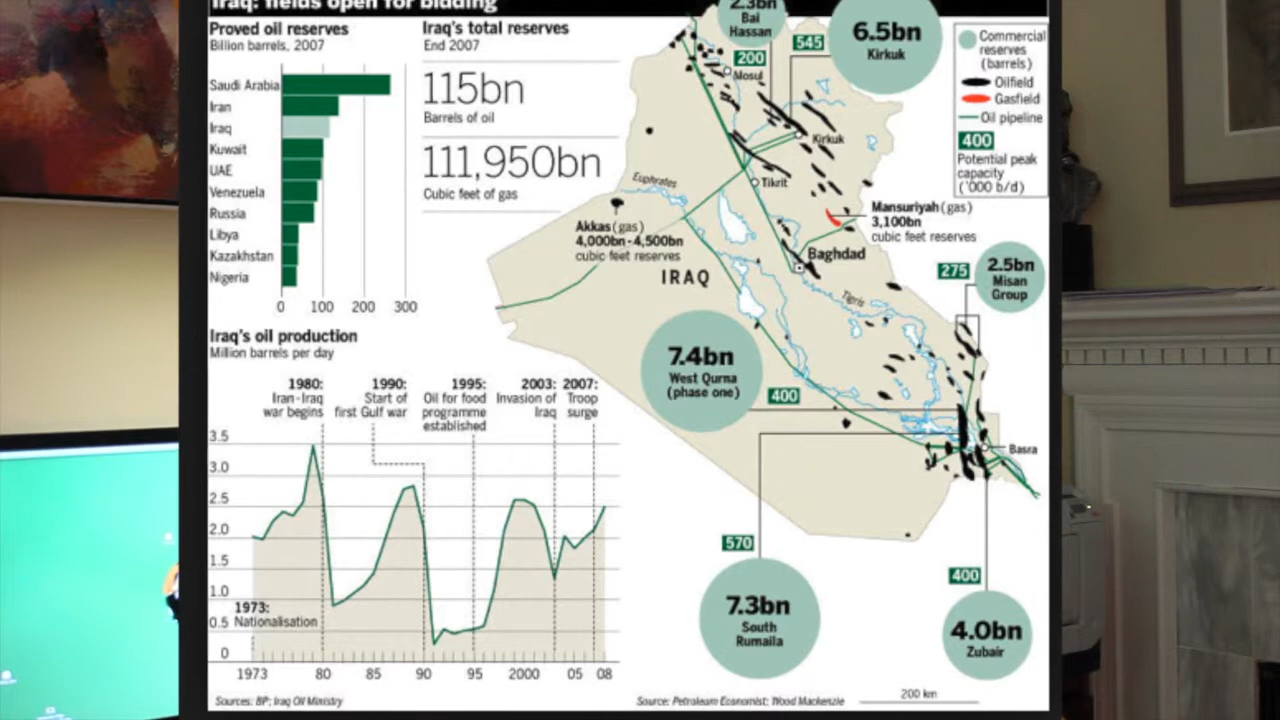 Iraq: fields open for bidding
Proved oil reserves
Billion barrels, 2007
Saudi Arabia
Iran
Iraq
Kuwait
UAE
Venezuela
Russia
Libya
Kazakhstan
Nigeria
0 100 200 300
Iraq's total reserves
End 2007
115bn
Barrels of oil
111,950bn
Cubic feet of gas
Iraq's oil production
Million barrels per day
1980:
Iran-Iraq
war begins
1990:
Start of
first Gulf war
1995:
Oil for food
programme
established
2003:
Invasion of
Iraq
2007:
Troop
surge
3.5
3.0
2.5
2.0
1.5
1.0
0.5
0
1973:
Nationalisation
1973 80 85 90 95 2000 05 08
Sources: BP; Iraq Oil Ministry
2.3bn
Bai
Hassan
200
545
6.5bn
Kirkuk
Mosul
Kirkuk
Tikrit
Euphrates
Akkas (gas)
4,000bn-4,500bn
cubic feet reserves
Mansuriyah (gas)
3,100bn
cubic feet reserves
Baghdad
IRAQ
Tigris
275
2.5bn
Misan
Group
7.4bn
West Qurna
(phase one)
400
Basra
570
7.3bn
South
Rumaila
400
4.0bn
Zubair
Commercial
reserves
(barrels)
Oilfield
Gasfield
Oil pipeline
400
Potential peak
capacity
('000 b/d)
Source: Petroleum Economist; Wood Mackenzie
200 km